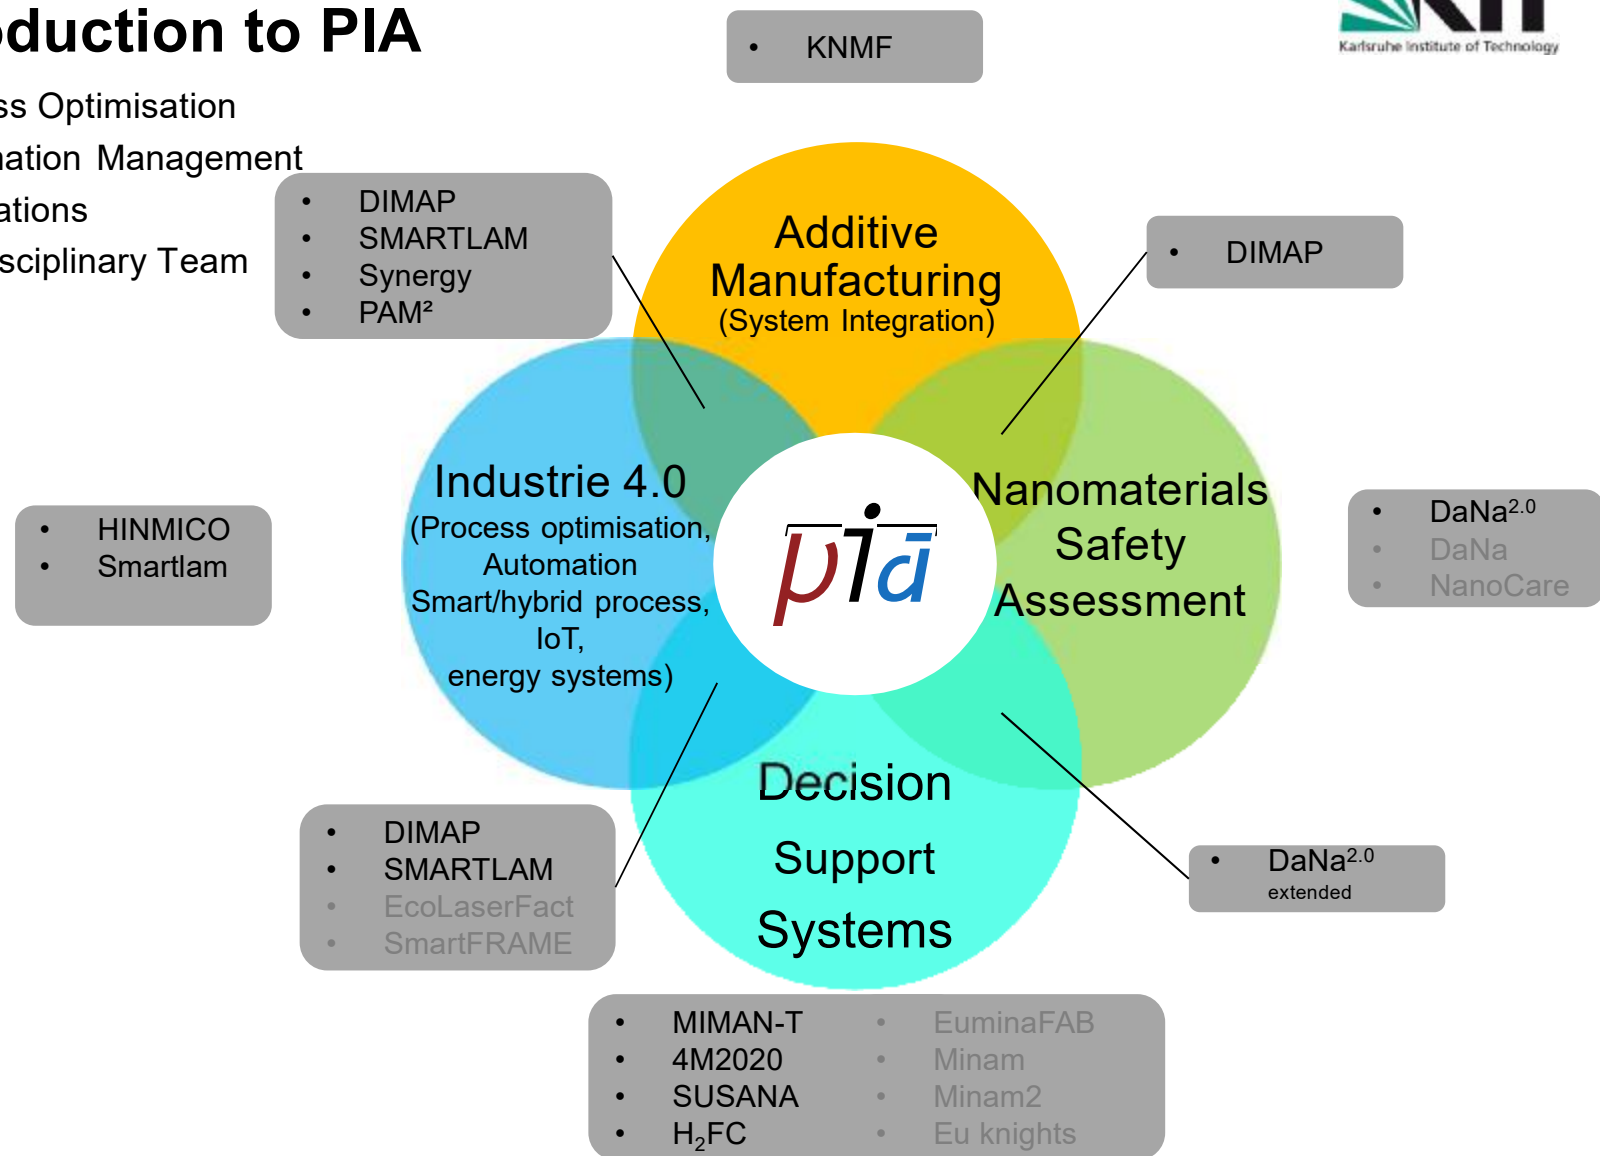 oduction to PIA
ss Optimisation
nation Management
ations
sciplinary Team
Karlsruhe Institute of Technology
• KNMF
• DIMAP
• SMARTLAM
• Synergy
• PAM²
Additive
Manufacturing
(System Integration)
• DIMAP
Industrie 4.0
(Process optimisation,
Automation
Smart/hybrid process,
IoT,
energy systems)
pia
Nanomaterials
Safety
Assessment
• HINMICO
• Smartlam
• DaNa2.0
• DaNa
• NanoCare
Decision
Support
Systems
• DIMAP
• SMARTLAM
• EcoLaserFact
• SmartFRAME
• DaNa2.0
extended
• MIMAN-T
• 4M2020
• SUSANA
• H₂FC
• EuminaFAB
• Minam
• Minam2
• Eu knights